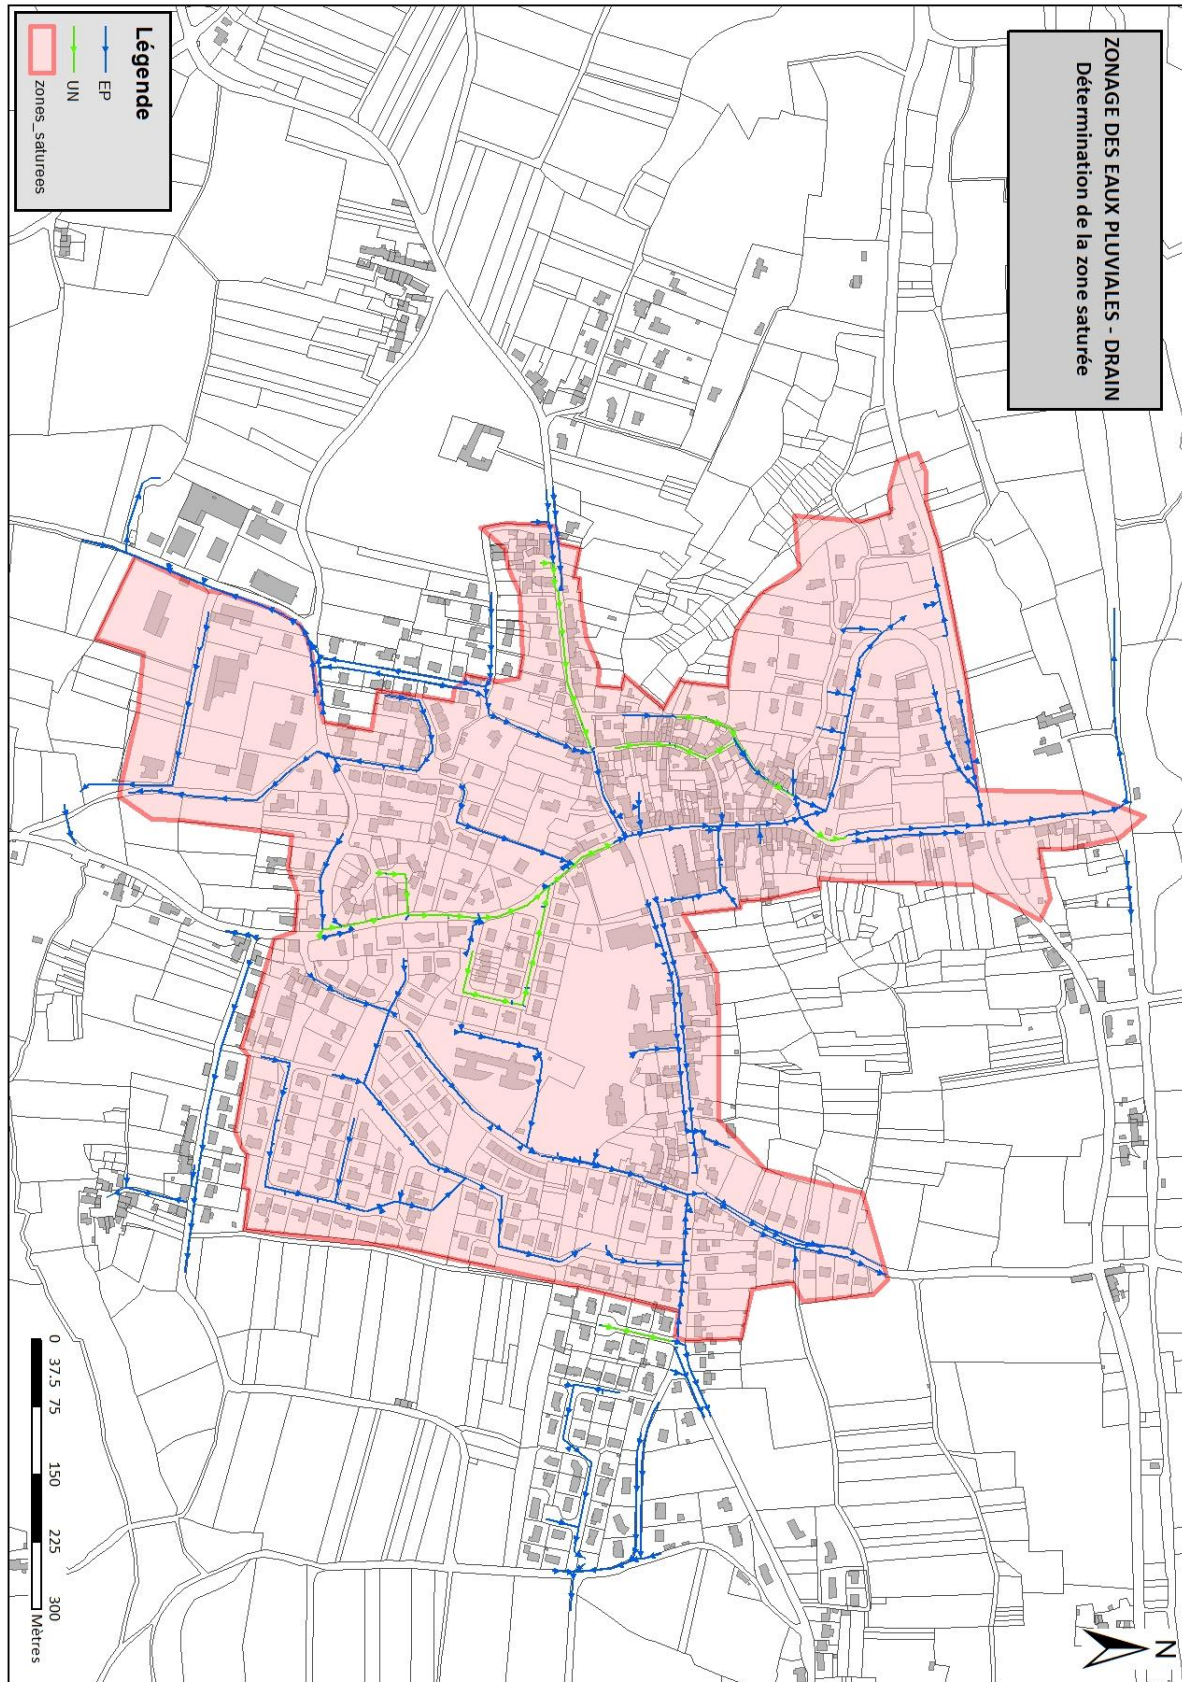 ZONAGE DES EAUX PLUVIALES - DRAIN
Détermination de la zone saturée
Légende
EP
UN
zones_saturees
N
0 37.5 75 150 225 300
Mètres